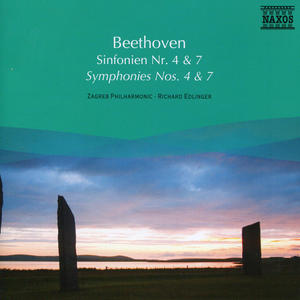 NAXOS
Beethoven
Sinfonien Nr. 4 & 7
Symphonies Nos. 4 & 7
Zagreb Philharmonic · Richard Edlinger